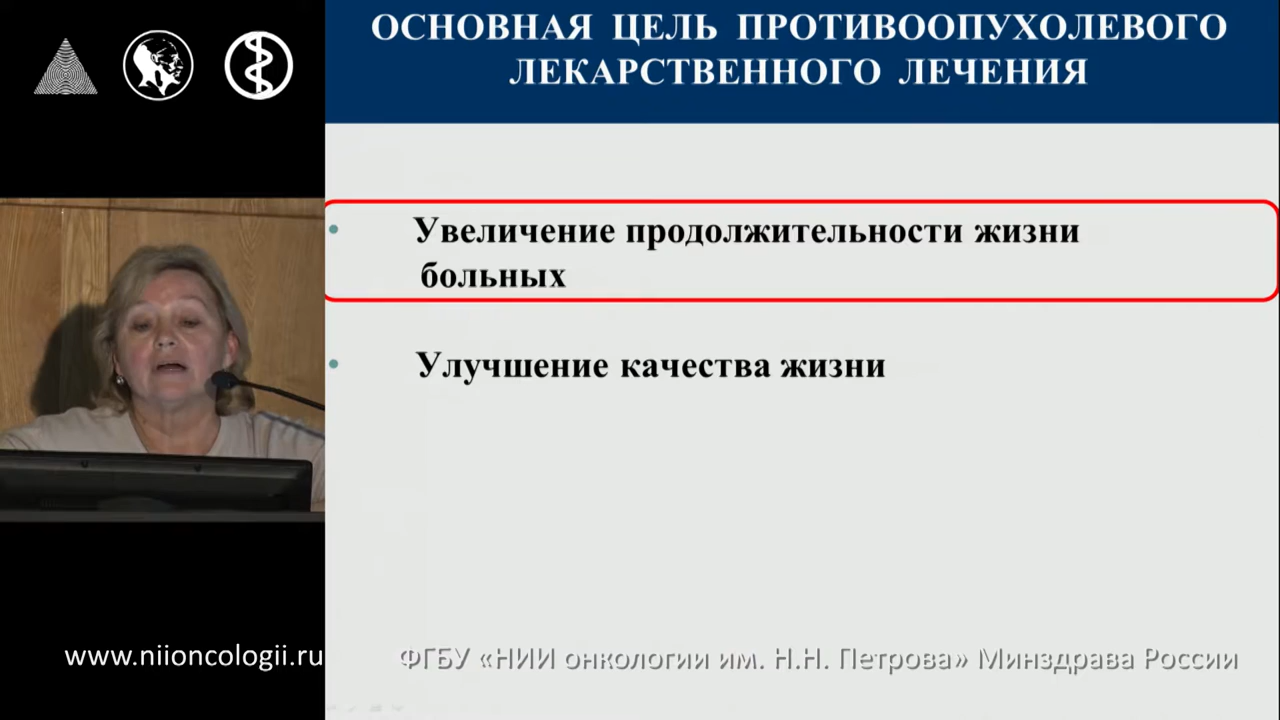 ОСНОВНАЯ ЦЕЛЬ ПРОТИВООПУХОЛЕВОГО
ЛЕКАРСТВЕННОГО ЛЕЧЕНИЯ
• Увеличение продолжительности жизни
больных
• Улучшение качества жизни
www.niioncologii.ru
ФГБУ «НИИ онкологии им. Н.Н. Петрова» Минздрава России